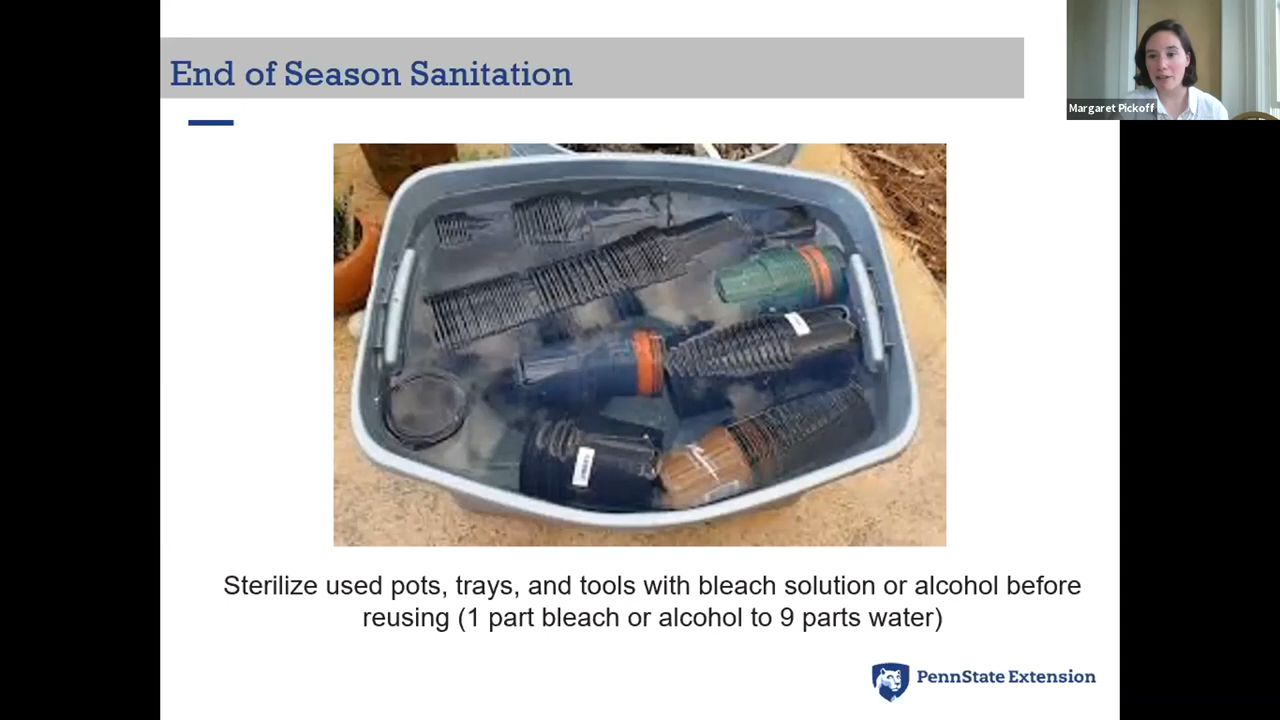 End of Season Sanitation
Margaret Pickoff
Sterilize used pots, trays, and tools with bleach solution or alcohol before
reusing (1 part bleach or alcohol to 9 parts water)
PennState Extension